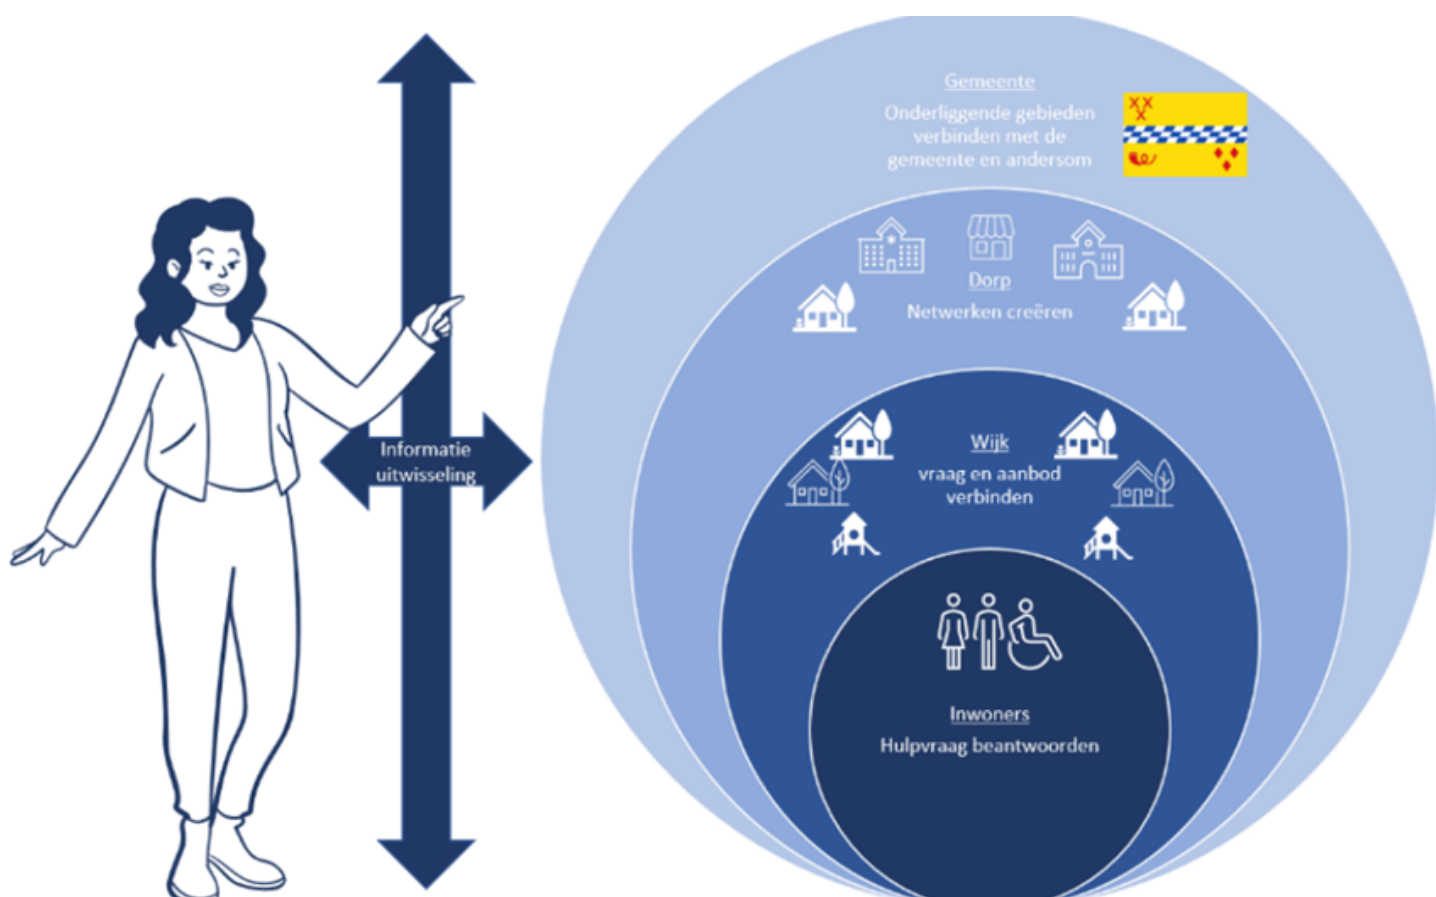 Gemeente
Onderliggende gebieden
verbinden met de
gemeente en andersom
Dorp
Netwerken creëren
Informatie
uitwisseling
Wijk
vraag en aanbod
verbinden
Inwoners
Hulpvraag beantwoorden